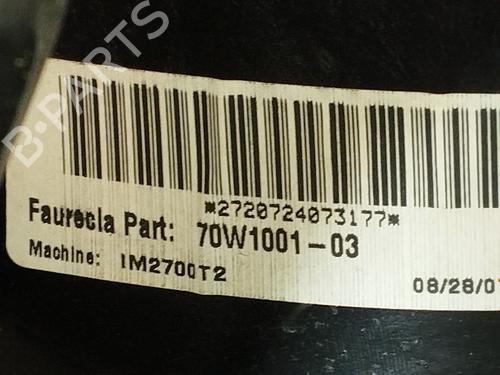 B-PARTS
*2720724073177*
Faurecia Part: 70W1001-03
Machine: IM2700T2
08/28/0